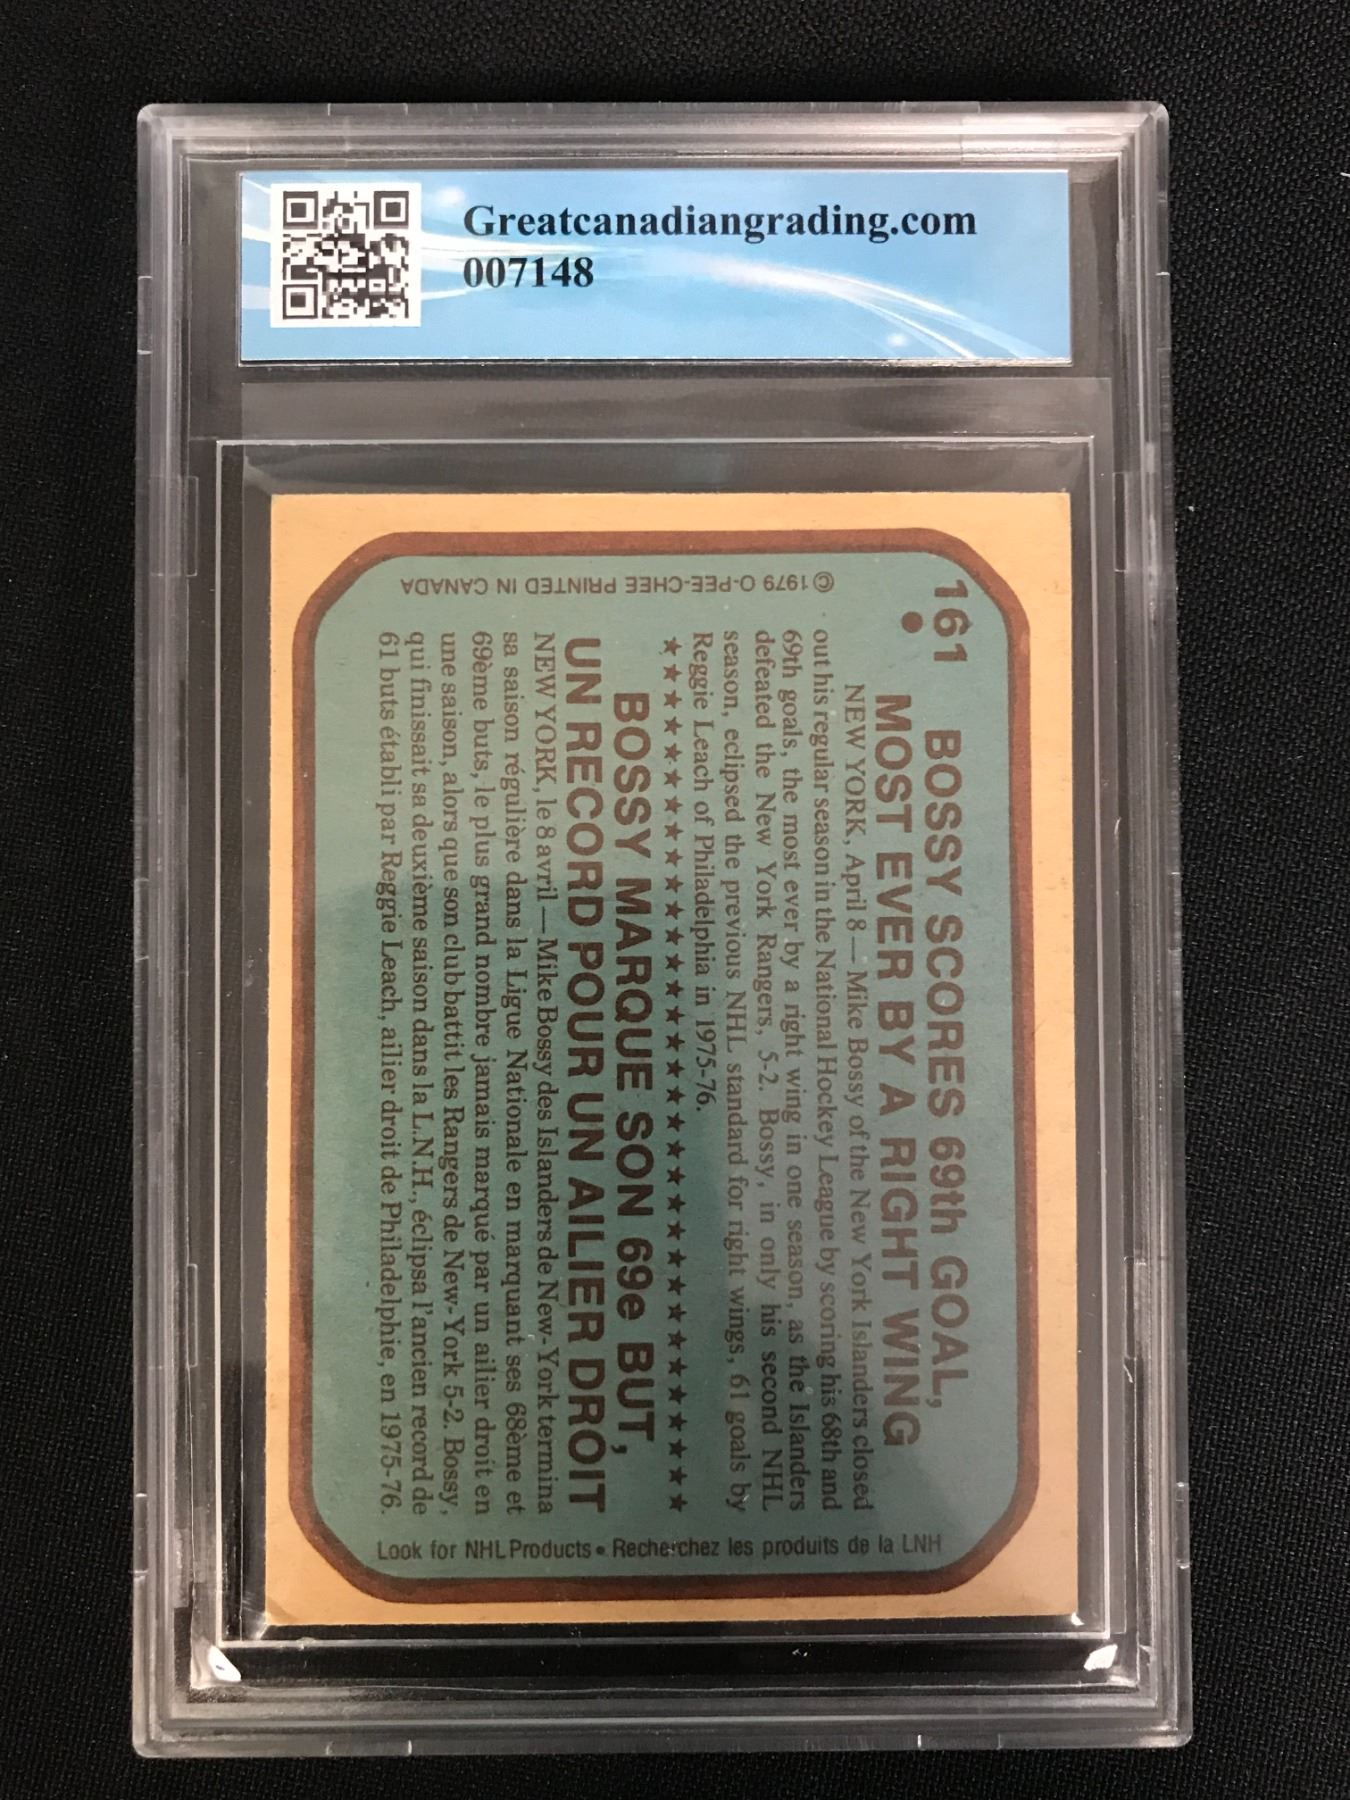 Greatcanadiangrading.com
007148
161 BOSSY SCORES 69th GOAL,
MOST EVER BY A RIGHT WING
NEW YORK, April 8 — Mike Bossy of the New York Islanders closed
out his regular season in the National Hockey League by scoring his 68th and
69th goals, the most ever by a right wing in one season, as the Islanders
defeated the New York Rangers, 5-2. Bossy, in only his second NHL
season, eclipsed the previous NHL standard for right wings, 61 goals by
Reggie Leach of Philadelphia in 1975-76.
★★★★★★★★★★★★★★★★★★★★★★★★★★★★★★★★
BOSSY MARQUE SON 69e BUT,
UN RECORD POUR UN AILIER DROIT
NEW YORK, le 8 avril — Mike Bossy des Islanders de New-York termina
sa saison régulière dans la Ligue Nationale en marquant ses 68ème et
69ème buts, le plus grand nombre jamais marqué par un ailier droit en
une saison, alors que son club battit les Rangers de New-York 5-2. Bossy,
qui finissait sa deuxième saison dans la L.N.H., éclipsa l'ancien record de
61 buts établi par Reggie Leach, ailier droit de Philadelphie, en 1975-76.
© 1979 O-PEE-CHEE PRINTED IN CANADA
Look for NHL Products • Recherchez les produits de la LNH